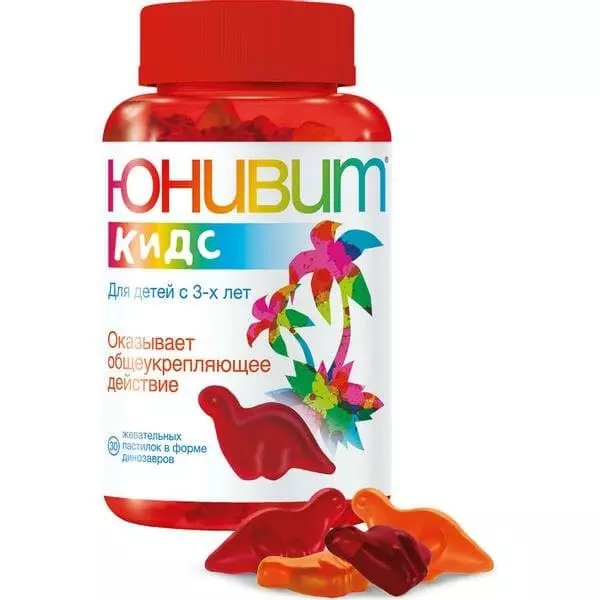 Юнивит®
Кидс
Для детей с 3-х лет
Оказывает
общеукрепляющее
действие
30 жевательных
пастилок в форме
динозавров